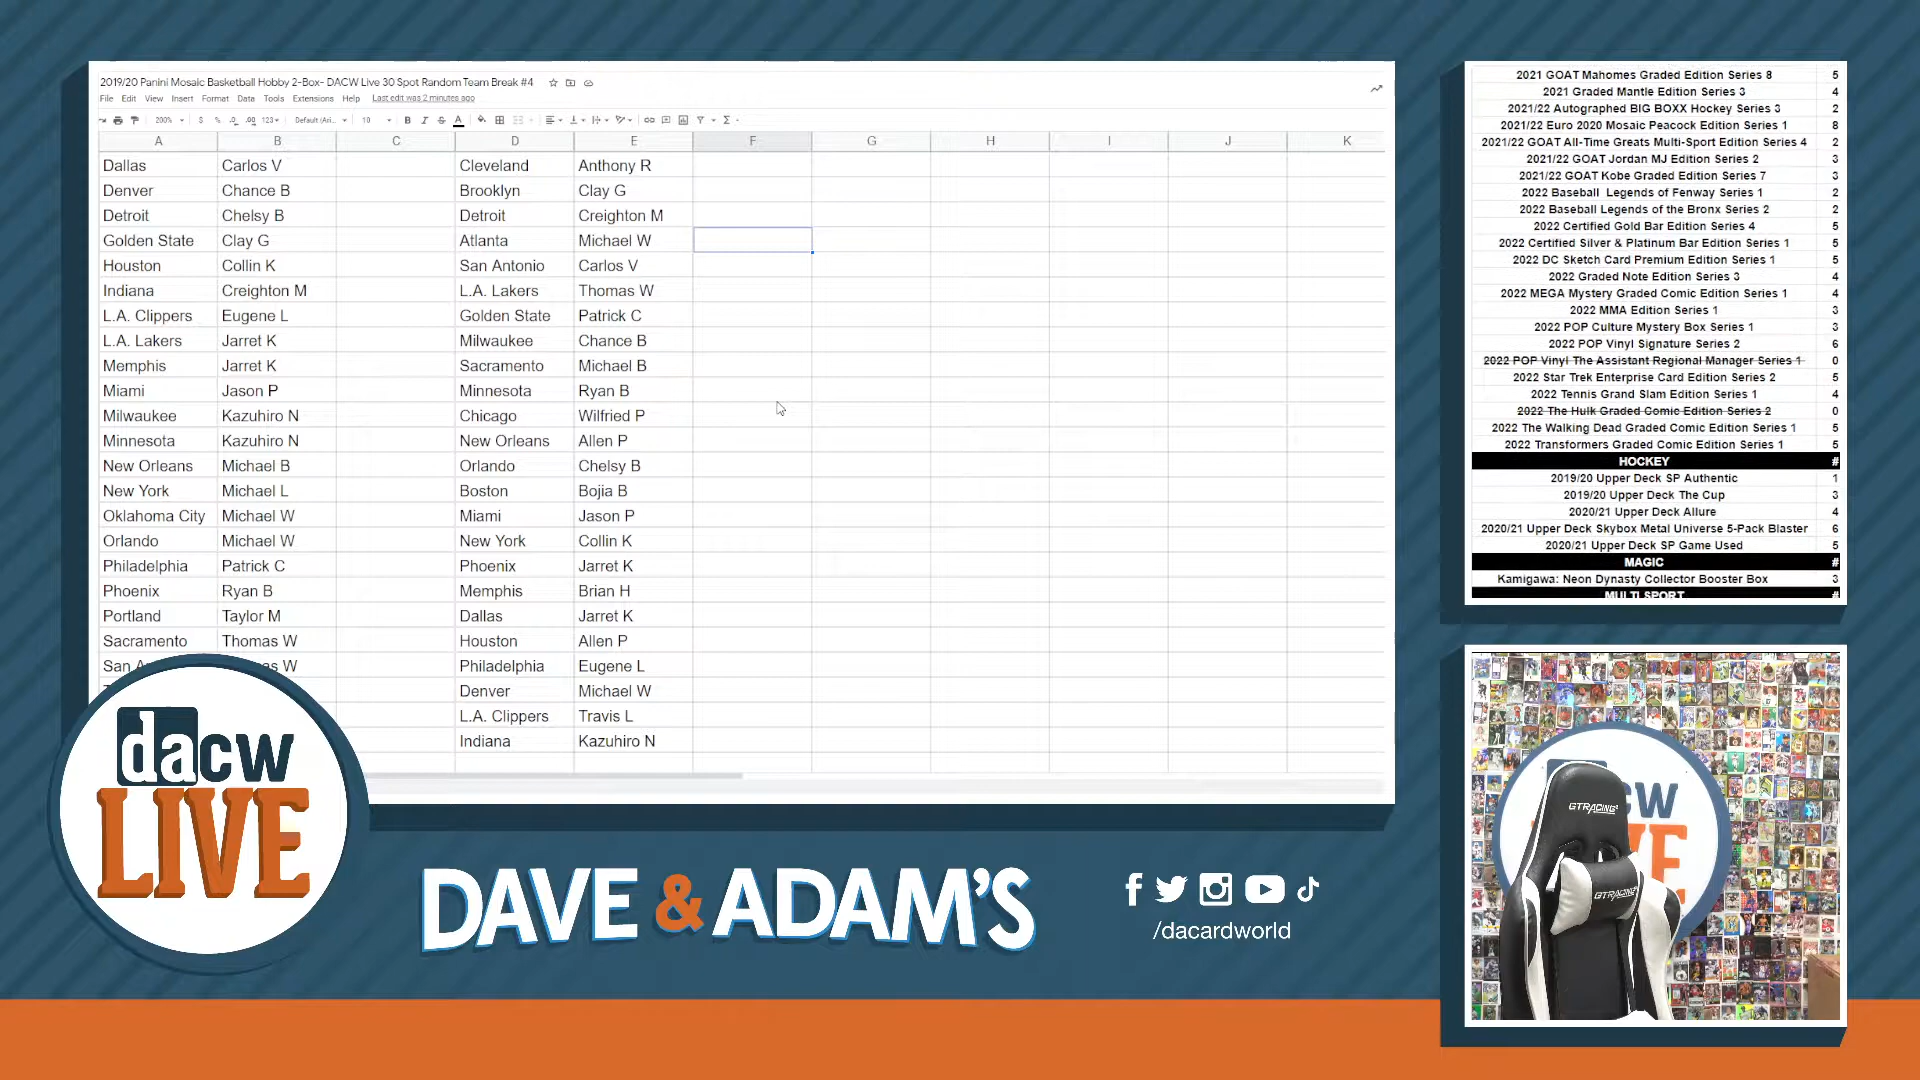 2019/20 Panini Mosaic Basketball Hobby 2-Box- DACW Live 30 Spot Random Team Break #4
File Edit View Insert Format Data Tools Extensions Help Last edit was 2 minutes ago
200% $ % .0 .00 123 Default (Ari... 10 B I S A
A B C D E F G H I J K
Dallas Carlos V Cleveland Anthony R
Denver Chance B Brooklyn Clay G
Detroit Chelsy B Detroit Creighton M
Golden State Clay G Atlanta Michael W
Houston Collin K San Antonio Carlos V
Indiana Creighton M L.A. Lakers Thomas W
L.A. Clippers Eugene L Golden State Patrick C
L.A. Lakers Jarret K Milwaukee Chance B
Memphis Jarret K Sacramento Michael B
Miami Jason P Minnesota Ryan B
Milwaukee Kazuhiro N Chicago Wilfried P
Minnesota Kazuhiro N New Orleans Allen P
New Orleans Michael B Orlando Chelsy B
New York Michael L Boston Bojia B
Oklahoma City Michael W Miami Jason P
Orlando Michael W New York Collin K
Philadelphia Patrick C Phoenix Jarret K
Phoenix Ryan B Memphis Brian H
Portland Taylor M Dallas Jarret K
Sacramento Thomas W Houston Allen P
San W Philadelphia Eugene L
Denver Michael W
L.A. Clippers Travis L
Indiana Kazuhiro N
2021 GOAT Mahomes Graded Edition Series 8 5
2021 Graded Mantle Edition Series 3 4
2021/22 Autographed BIG BOXX Hockey Series 3 2
2021/22 Euro 2020 Mosaic Peacock Edition Series 1 8
2021/22 GOAT All-Time Greats Multi-Sport Edition Series 4 2
2021/22 GOAT Jordan MJ Edition Series 2 3
2021/22 GOAT Kobe Graded Edition Series 7 3
2022 Baseball Legends of Fenway Series 1 2
2022 Baseball Legends of the Bronx Series 2 2
2022 Certified Gold Bar Edition Series 4 5
2022 Certified Silver & Platinum Bar Edition Series 1 5
2022 DC Sketch Card Premium Edition Series 1 5
2022 Graded Note Edition Series 3 4
2022 MEGA Mystery Graded Comic Edition Series 1 4
2022 MMA Edition Series 1 3
2022 POP Culture Mystery Box Series 1 3
2022 POP Vinyl Signature Series 2 6
2022 POP Vinyl The Assistant Regional Manager Series 1 0
2022 Star Trek Enterprise Card Edition Series 2 5
2022 Tennis Grand Slam Edition Series 1 4
2022 The Hulk Graded Comic Edition Series 2 0
2022 The Walking Dead Graded Comic Edition Series 1 5
2022 Transformers Graded Comic Edition Series 1 5
HOCKEY #
2019/20 Upper Deck SP Authentic 1
2019/20 Upper Deck The Cup 3
2020/21 Upper Deck Allure 4
2020/21 Upper Deck Skybox Metal Universe 5-Pack Blaster 6
2020/21 Upper Deck SP Game Used 5
MAGIC #
Kamigawa: Neon Dynasty Collector Booster Box 3
MULTI SPORT #
dacw
LIVE
DAVE & ADAM'S
/dacardworld
GTRACING
GTRACING